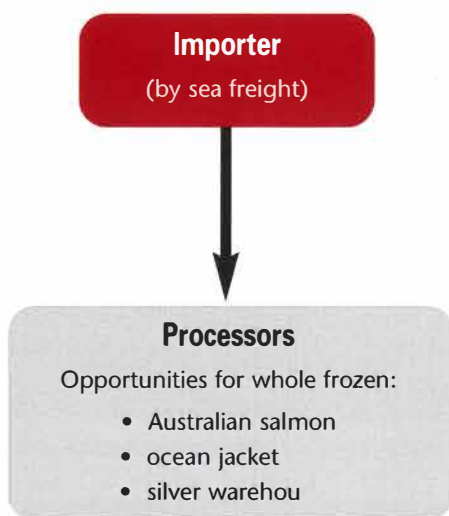 Importer
(by sea freight)
Processors
Opportunities for whole frozen:
• Australian salmon
• ocean jacket
• silver warehou